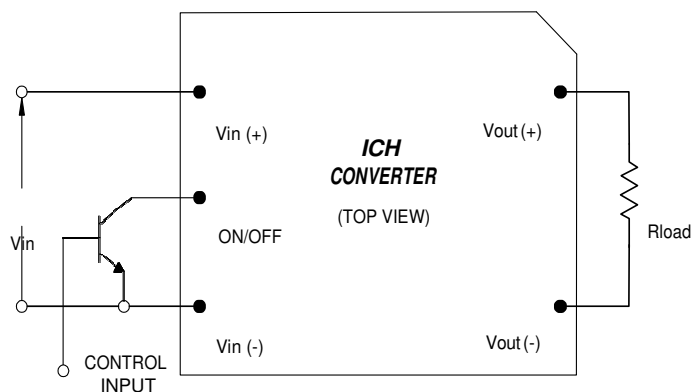 Vin (+)
Vout (+)
ICH
CONVERTER
(TOP VIEW)
Vin
ON/OFF
Rload
Vin (-)
Vout (-)
CONTROL
INPUT